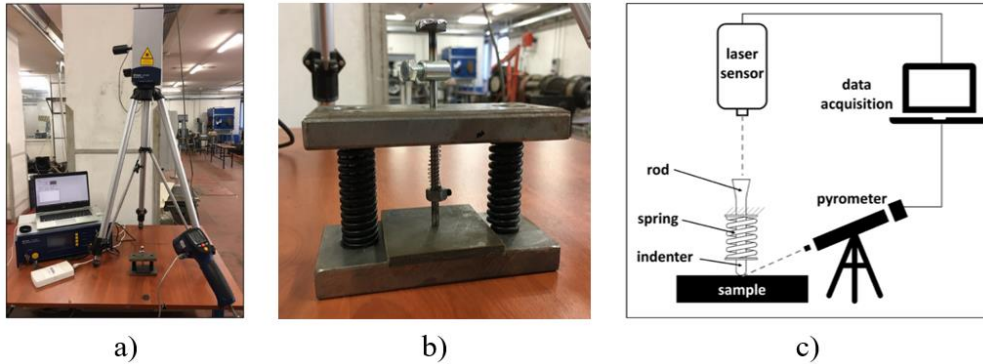 laser
sensor
data
acquisition
rod
pyrometer
spring
indenter
sample
a)
b)
c)